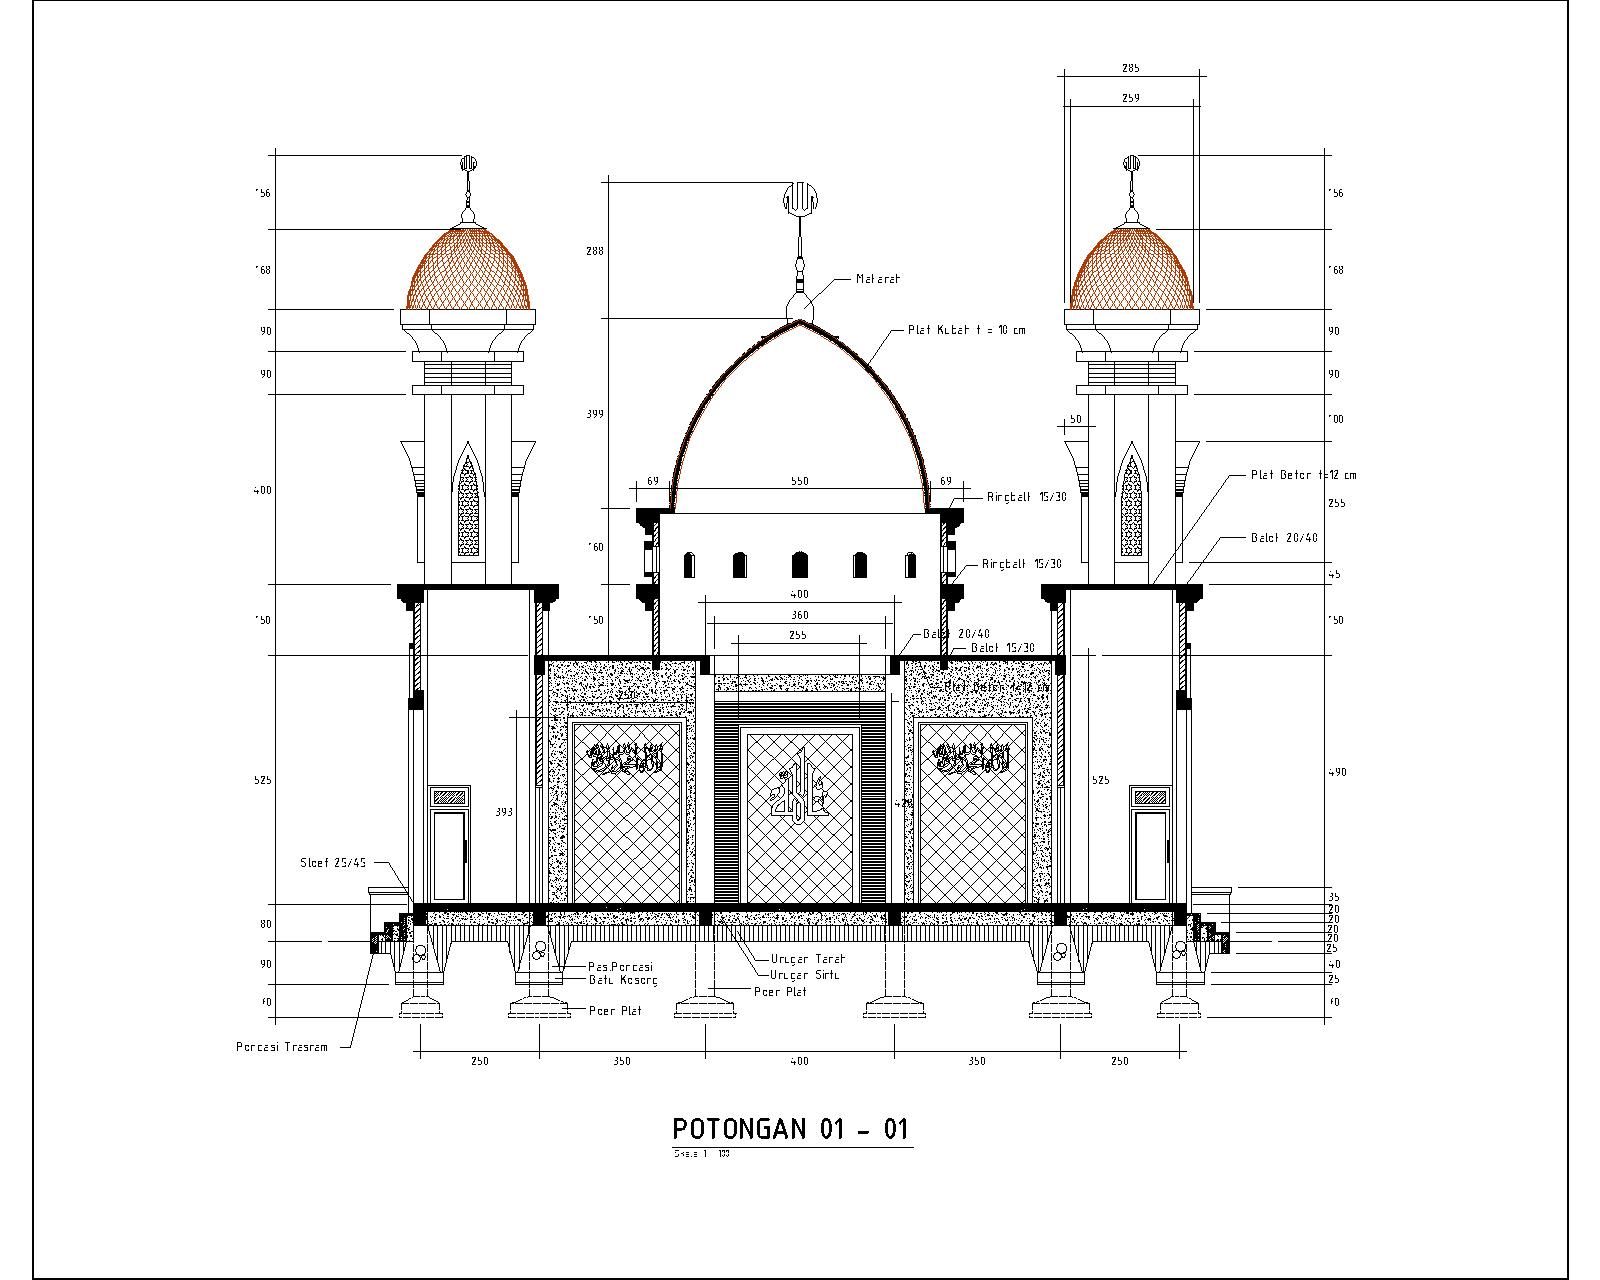 285
259
156
156
288
168
Makarah
168
90
Plat Kubah t = 10 cm
90
90
90
399
100
50
69
550
69
Plat Beton t=12 cm
400
Ringbalk 15/30
255
Balok 20/40
160
Ringbalk 15/30
45
400
150
150
360
150
255
Balok 20/40
Balok 15/30
250
Plat Beton t=12 cm
525
525
490
393
428
Sloef 25/45
35
20
20
80
20
20
25
Urugan Tanah
90
Pas.Pondasi
40
Urugan Sirtu
Batu Kosong
25
Poer Plat
60
60
Poer Plat
Pondasi Trasram
250
350
400
350
250
POTONGAN 01 - 01
Skala 1 : 100